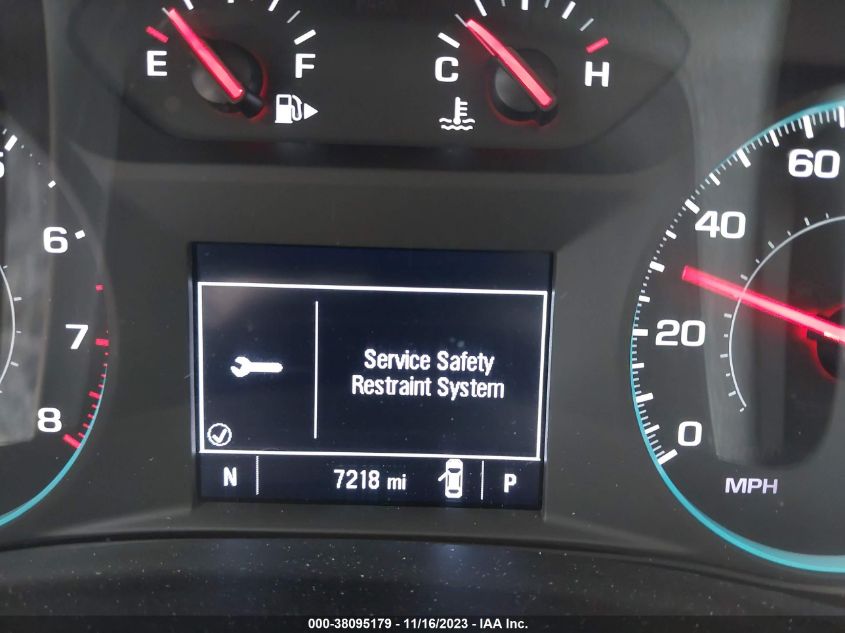 E F
C H
5
6
7
8
60
40
20
0
MPH
Service Safety
Restraint System
N 7218 mi P
000-38095179 - 11/16/2023 - IAA Inc.